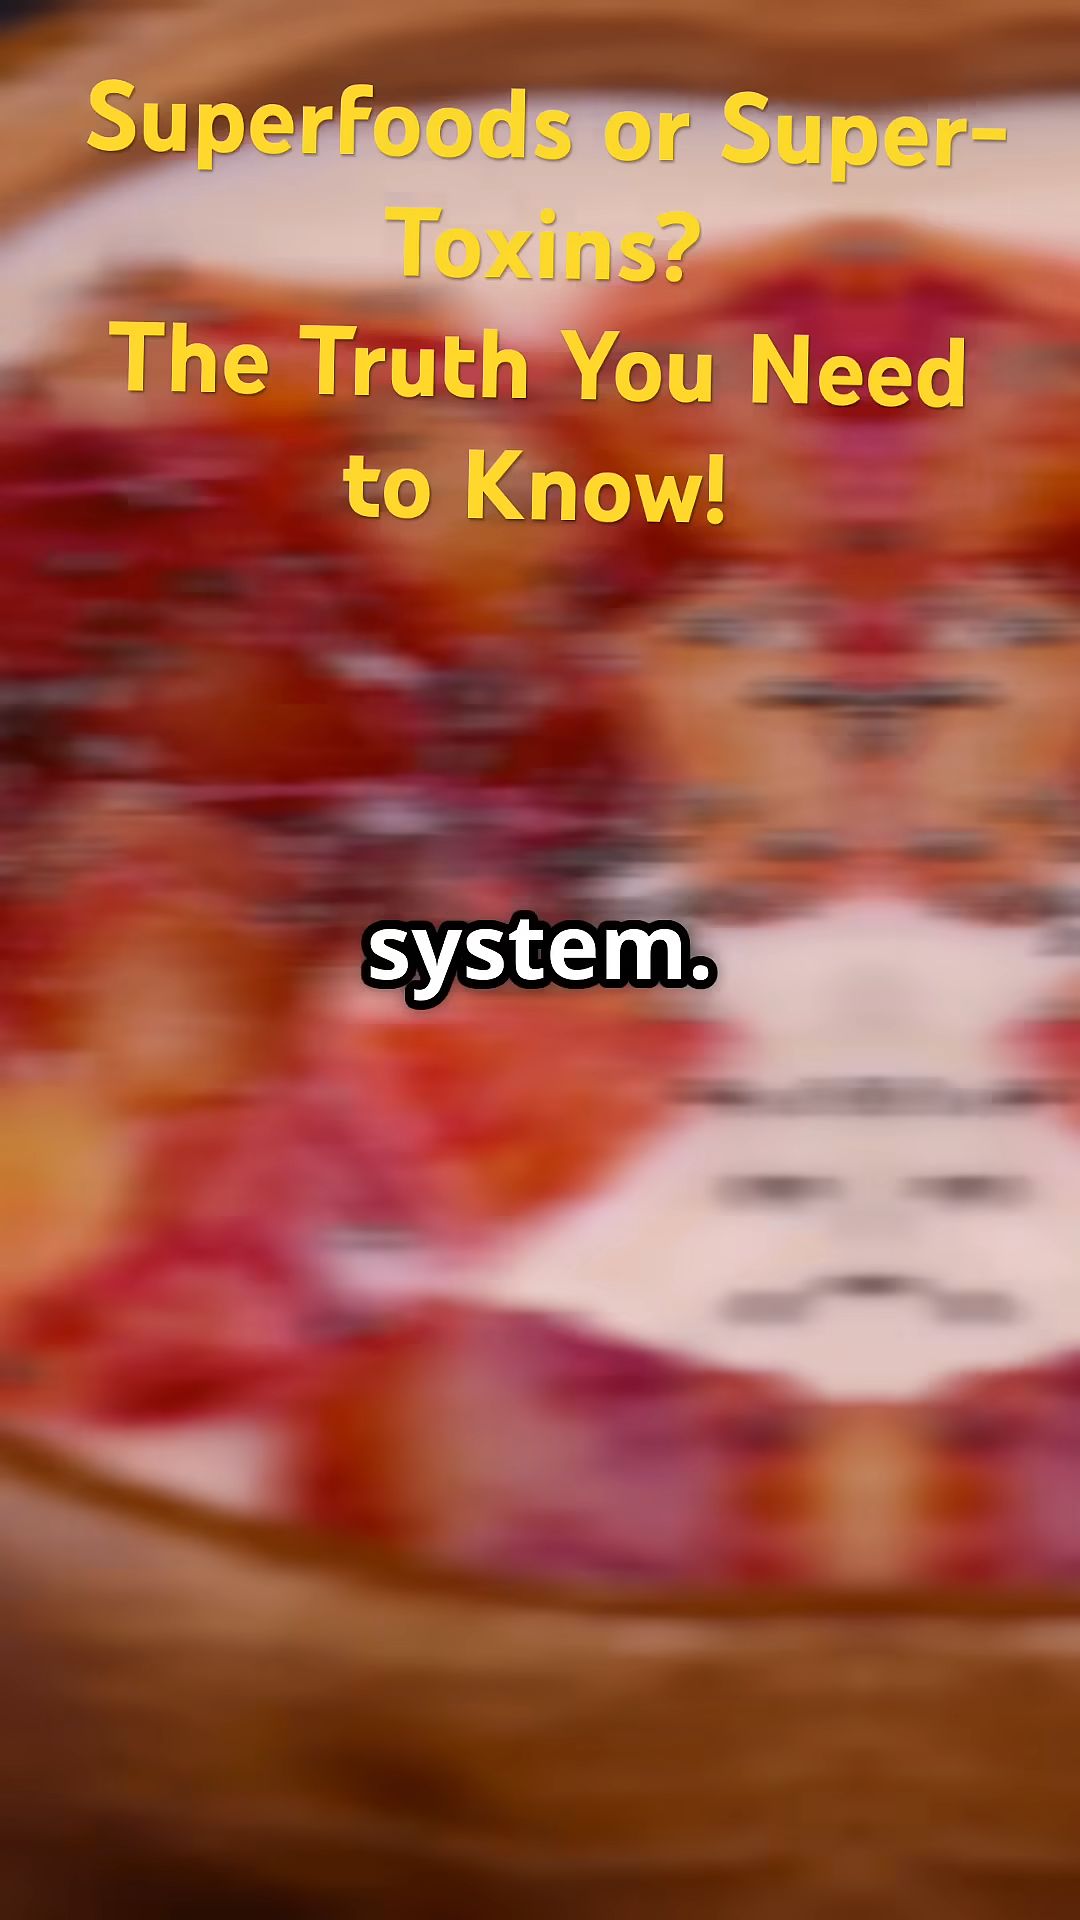 Superfoods or Super-
Toxins?
The Truth You Need
to Know!
system.